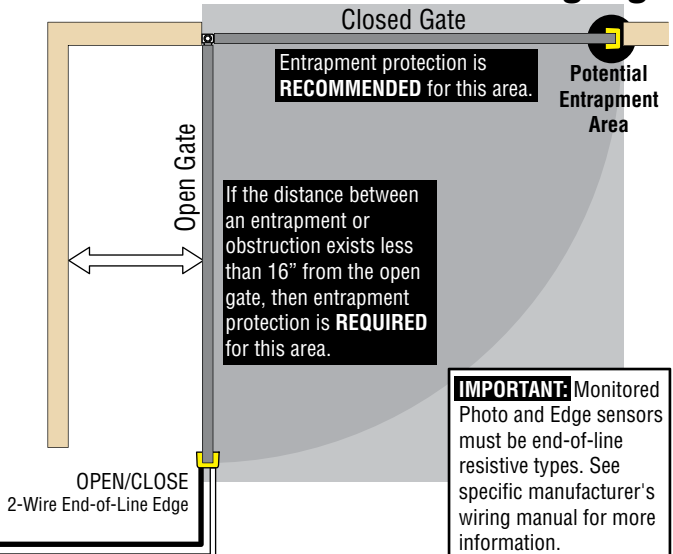 Closed Gate
Entrapment protection is
RECOMMENDED for this area.
Potential
Entrapment
Area
Open Gate
If the distance between
an entrapment or
obstruction exists less
than 16” from the open
gate, then entrapment
protection is REQUIRED
for this area.
IMPORTANT: Monitored
Photo and Edge sensors
must be end-of-line
resistive types. See
specific manufacturer's
wiring manual for more
information.
OPEN/CLOSE
2-Wire End-of-Line Edge